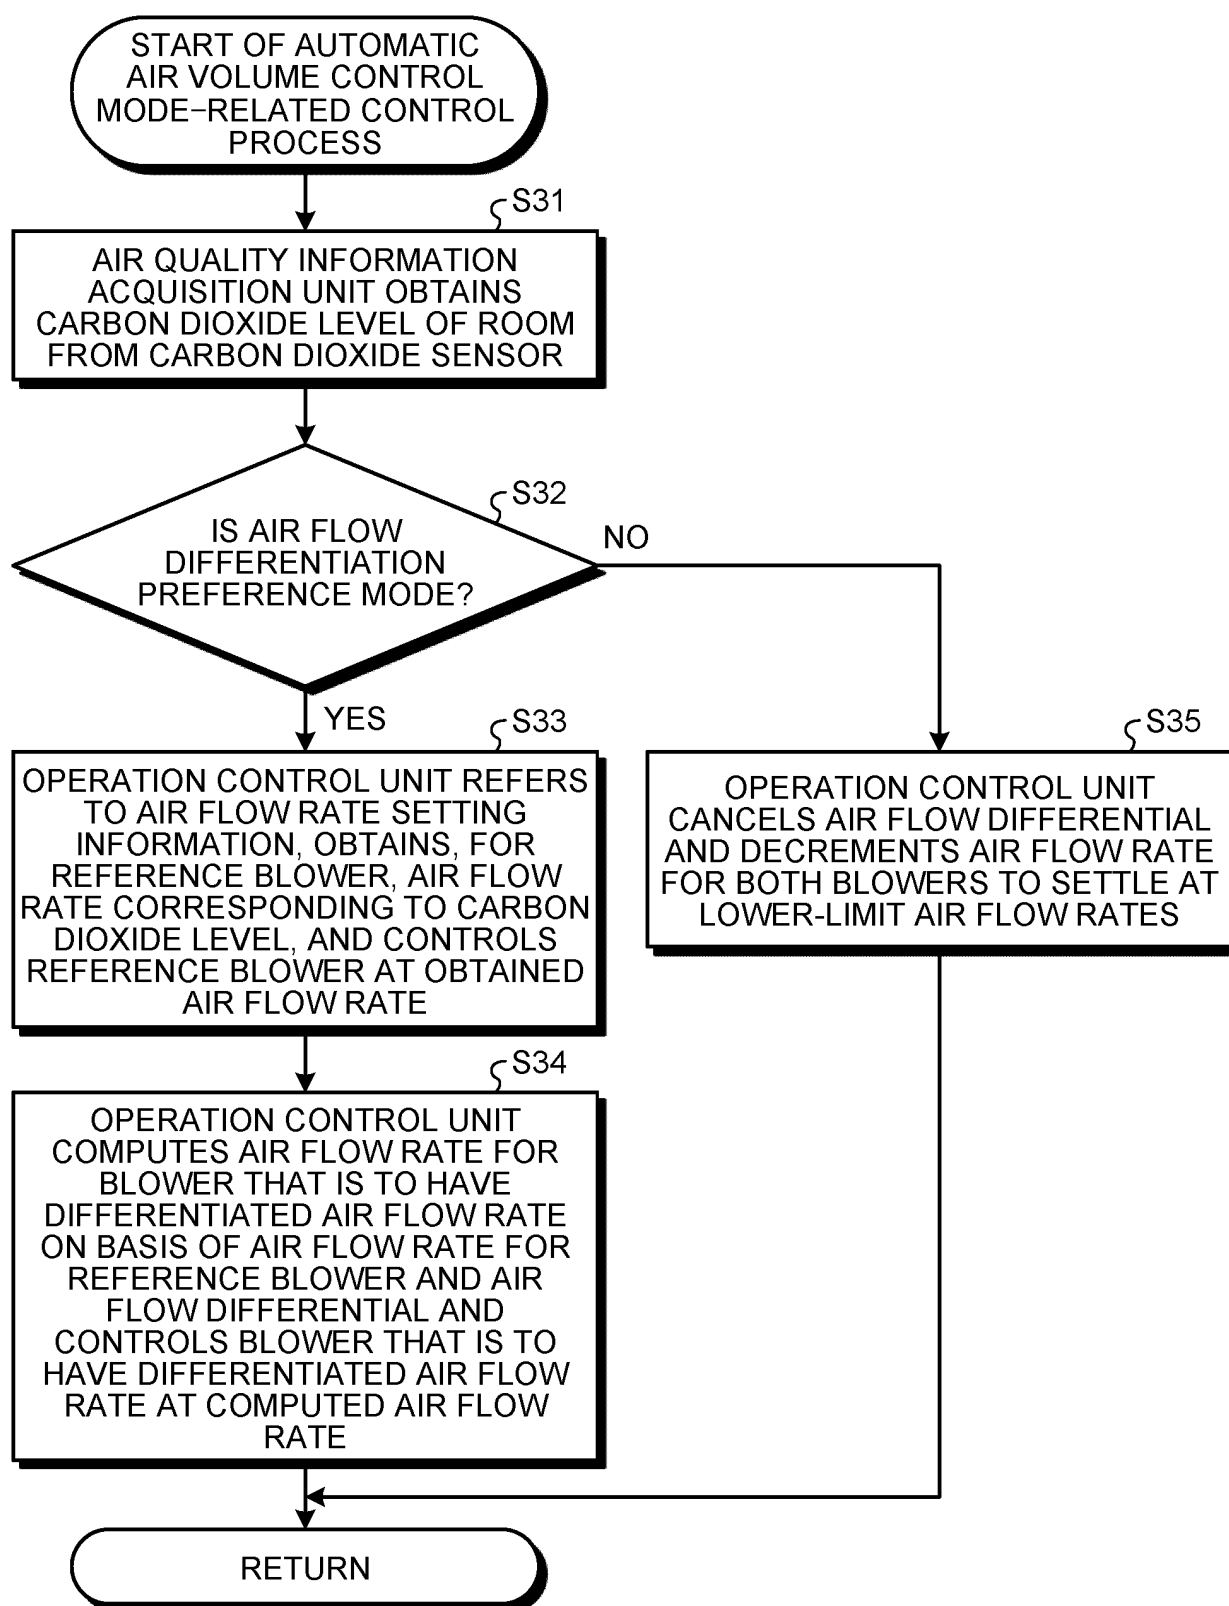 START OF AUTOMATIC
AIR VOLUME CONTROL
MODE-RELATED CONTROL
PROCESS
S31
AIR QUALITY INFORMATION
ACQUISITION UNIT OBTAINS
CARBON DIOXIDE LEVEL OF ROOM
FROM CARBON DIOXIDE SENSOR
S32
IS AIR FLOW
DIFFERENTIATION
PREFERENCE MODE?
NO
YES
S33
OPERATION CONTROL UNIT REFERS
TO AIR FLOW RATE SETTING
INFORMATION, OBTAINS, FOR
REFERENCE BLOWER, AIR FLOW
RATE CORRESPONDING TO CARBON
DIOXIDE LEVEL, AND CONTROLS
REFERENCE BLOWER AT OBTAINED
AIR FLOW RATE
S35
OPERATION CONTROL UNIT
CANCELS AIR FLOW DIFFERENTIAL
AND DECREMENTS AIR FLOW RATE
FOR BOTH BLOWERS TO SETTLE AT
LOWER-LIMIT AIR FLOW RATES
S34
OPERATION CONTROL UNIT
COMPUTES AIR FLOW RATE FOR
BLOWER THAT IS TO HAVE
DIFFERENTIATED AIR FLOW RATE
ON BASIS OF AIR FLOW RATE FOR
REFERENCE BLOWER AND AIR
FLOW DIFFERENTIAL AND
CONTROLS BLOWER THAT IS TO
HAVE DIFFERENTIATED AIR FLOW
RATE AT COMPUTED AIR FLOW
RATE
RETURN